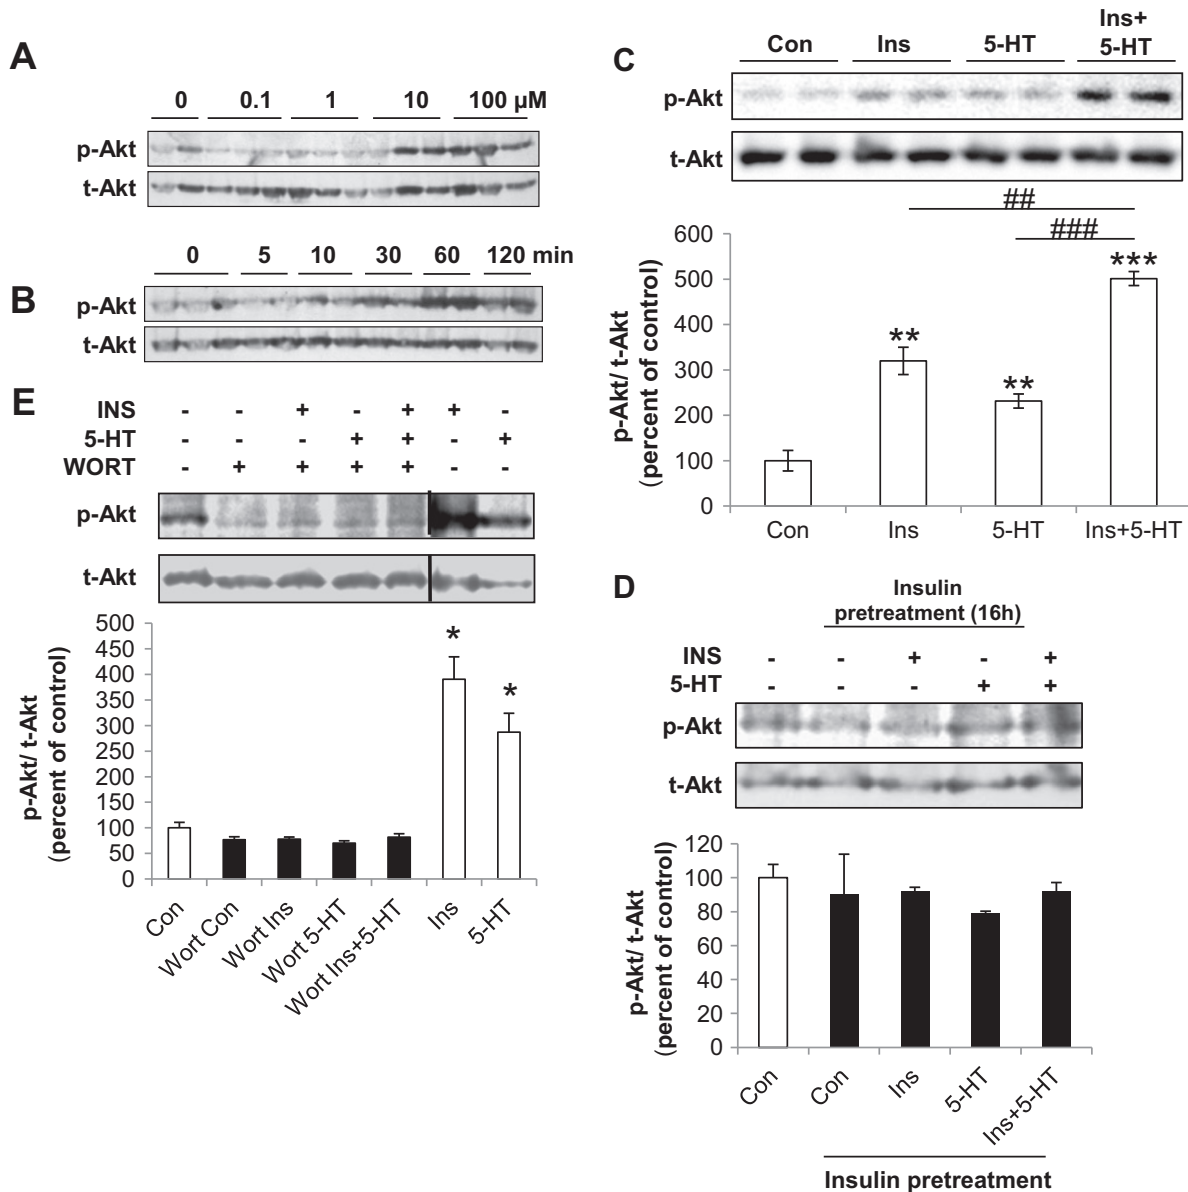 A
0 0.1 1 10 100 µM
p-Akt
t-Akt
0 5 10 30 60 120 min
B
p-Akt
t-Akt
C
Con Ins 5-HT Ins+ 5-HT
p-Akt
t-Akt
##
###
600
500
400
300
200
100
0
p-Akt/ t-Akt
(percent of control)
**
**
***
Con Ins 5-HT Ins+5-HT
E
INS - - + - + + -
5-HT - - - + + - +
WORT - + + + + - -
p-Akt
t-Akt
500
450
400
350
300
250
200
150
100
50
0
p-Akt/ t-Akt
(percent of control)
*
*
Con
Wort Con
Wort Ins
Wort 5-HT
Wort Ins+5-HT
Ins
5-HT
D
Insulin
pretreatment (16h)
INS - - + - +
5-HT - - - + +
p-Akt
t-Akt
120
100
80
60
40
20
0
p-Akt/ t-Akt
(percent of control)
Con
Con
Ins
5-HT
Ins+5-HT
Insulin pretreatment